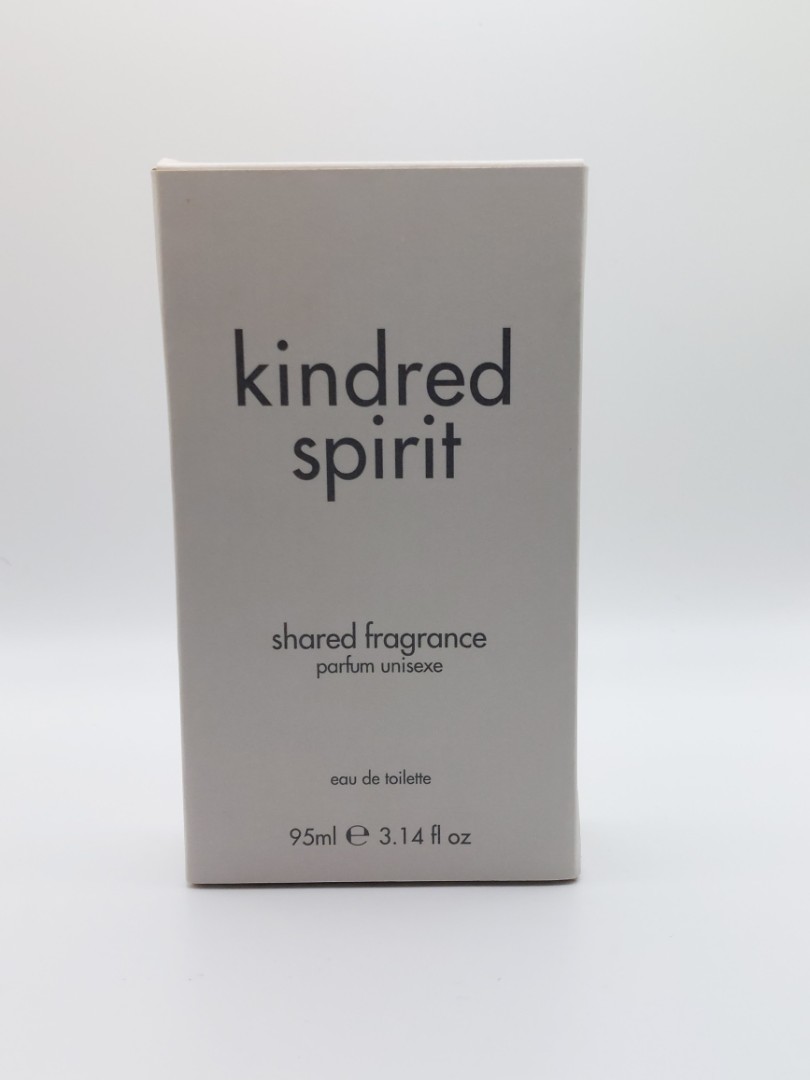 kindred
spirit
shared fragrance
parfum unisexe
eau de toilette
95ml ℮ 3.14 fl oz